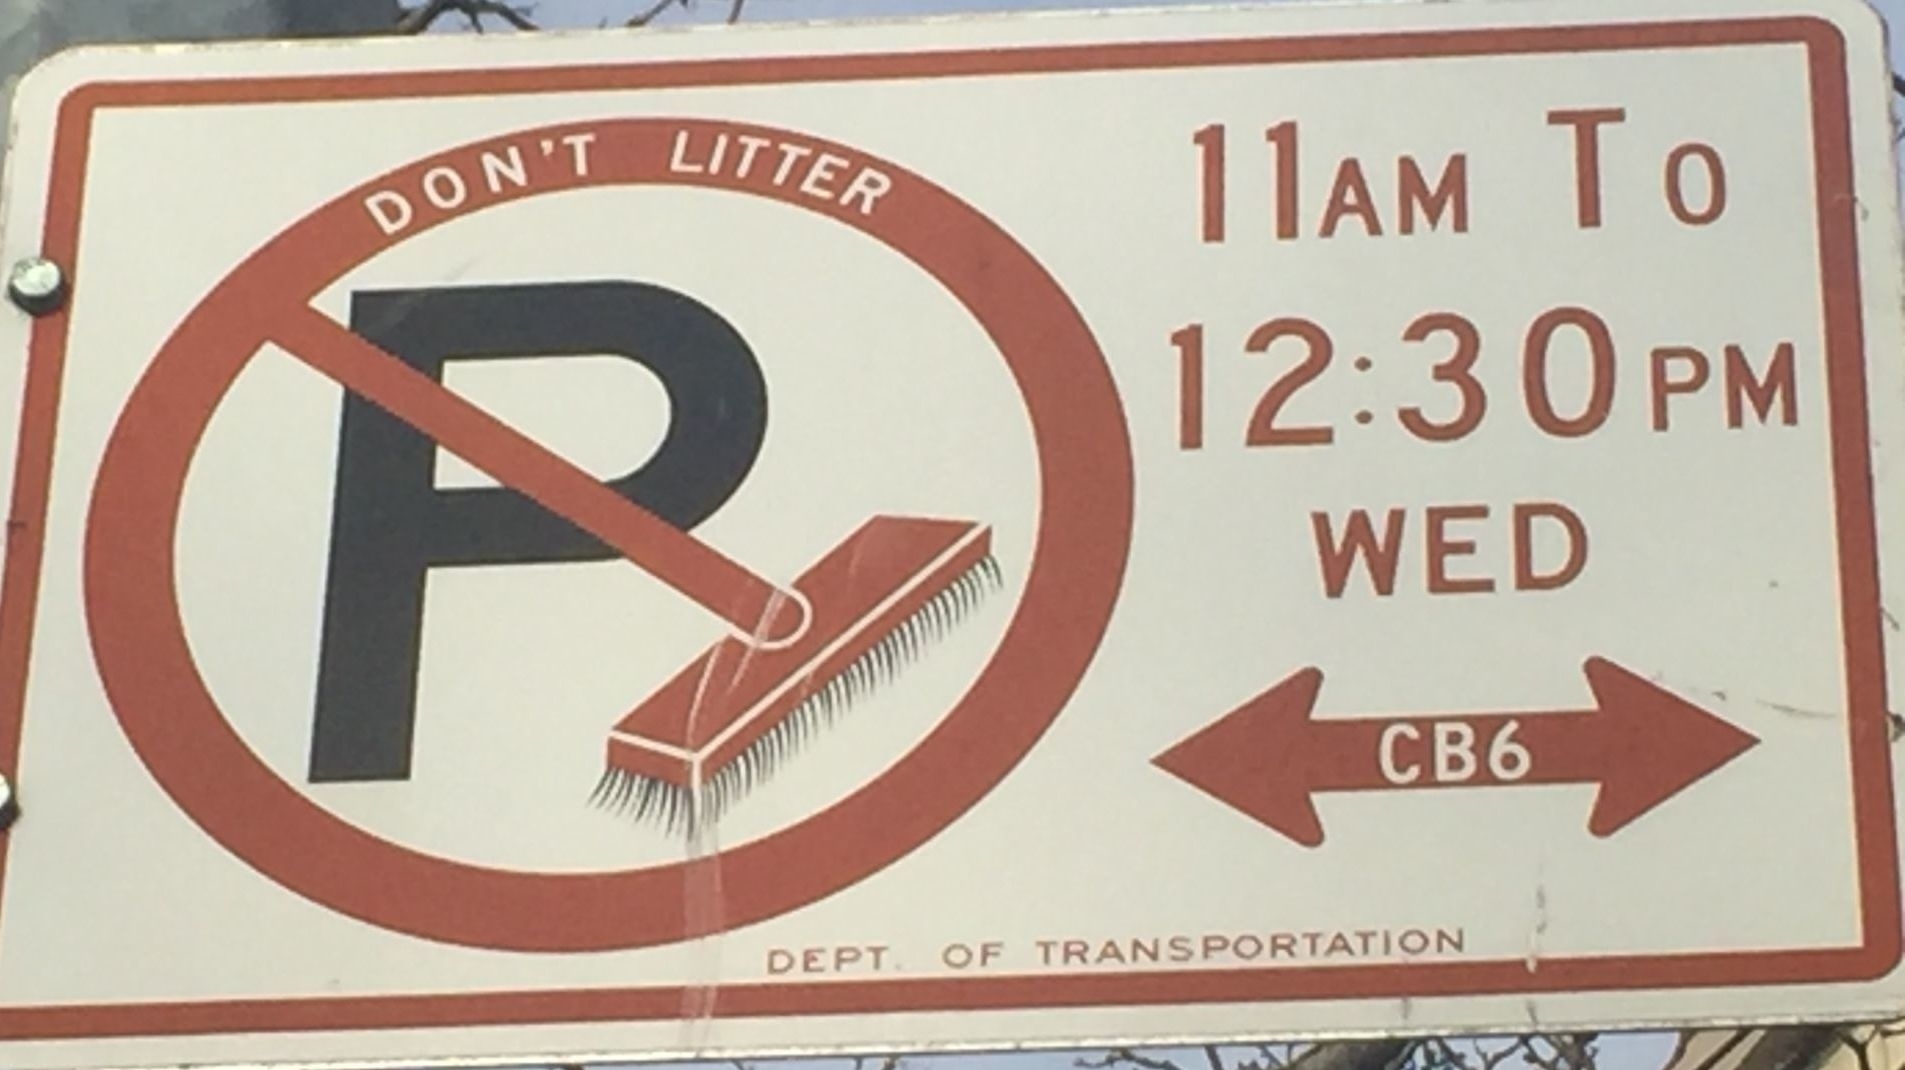 DON'T LITTER
P
11AM TO
12:30PM
WED
CB6
DEPT. OF TRANSPORTATION